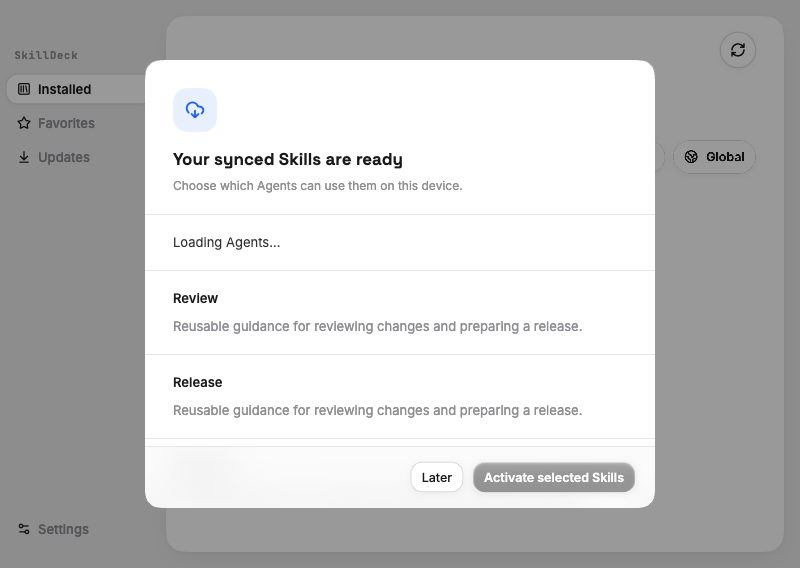 SkillDeck
Installed
Favorites
Updates
Global
Your synced Skills are ready
Choose which Agents can use them on this device.
Loading Agents...
Review
Reusable guidance for reviewing changes and preparing a release.
Release
Reusable guidance for reviewing changes and preparing a release.
Later
Activate selected Skills
Settings